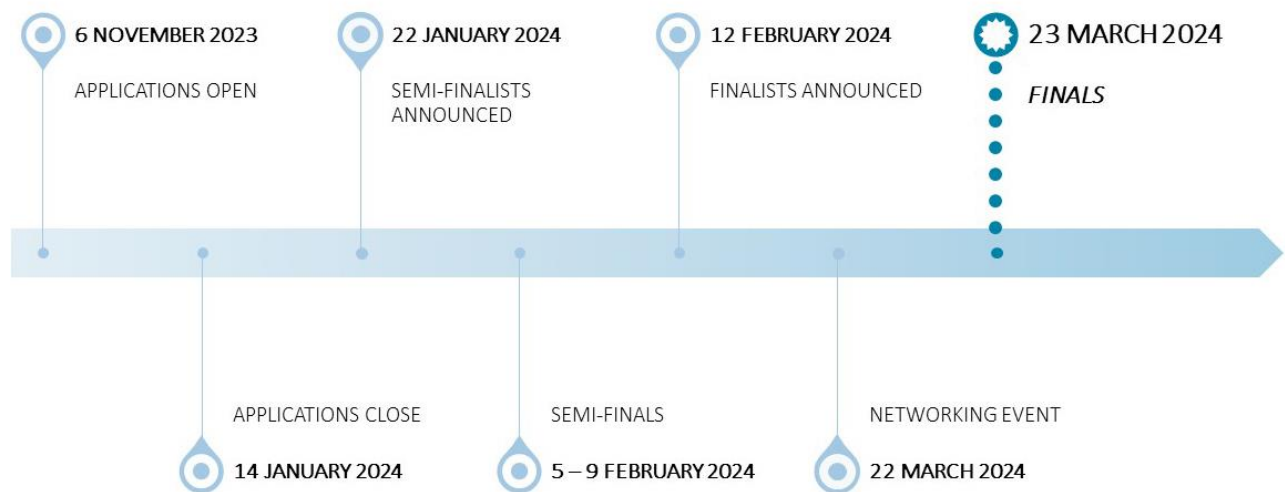 6 NOVEMBER 2023
APPLICATIONS OPEN
22 JANUARY 2024
SEMI-FINALISTS
ANNOUNCED
12 FEBRUARY 2024
FINALISTS ANNOUNCED
23 MARCH 2024
FINALS
APPLICATIONS CLOSE
14 JANUARY 2024
SEMI-FINALS
5 – 9 FEBRUARY 2024
NETWORKING EVENT
22 MARCH 2024